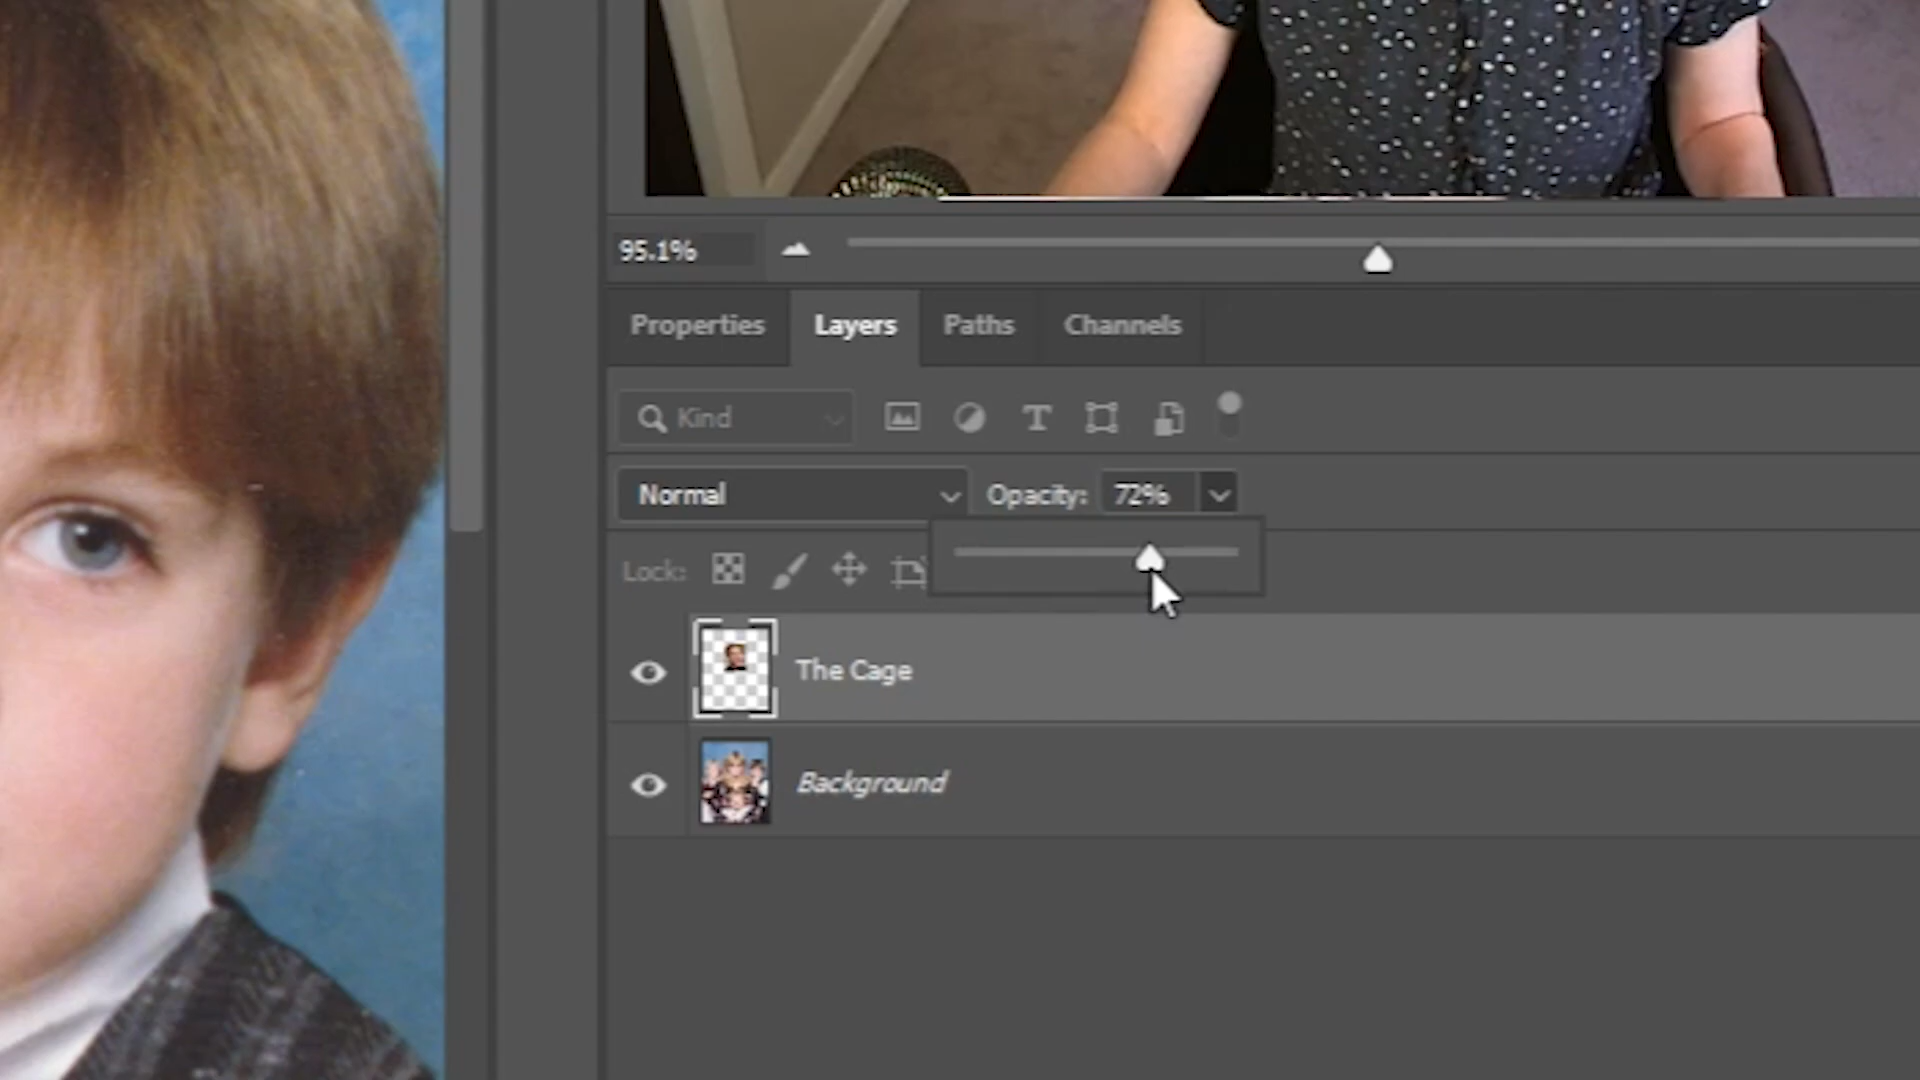 95.1%
Properties Layers Paths Channels
Kind
Normal Opacity: 72%
Lock:
The Cage
Background